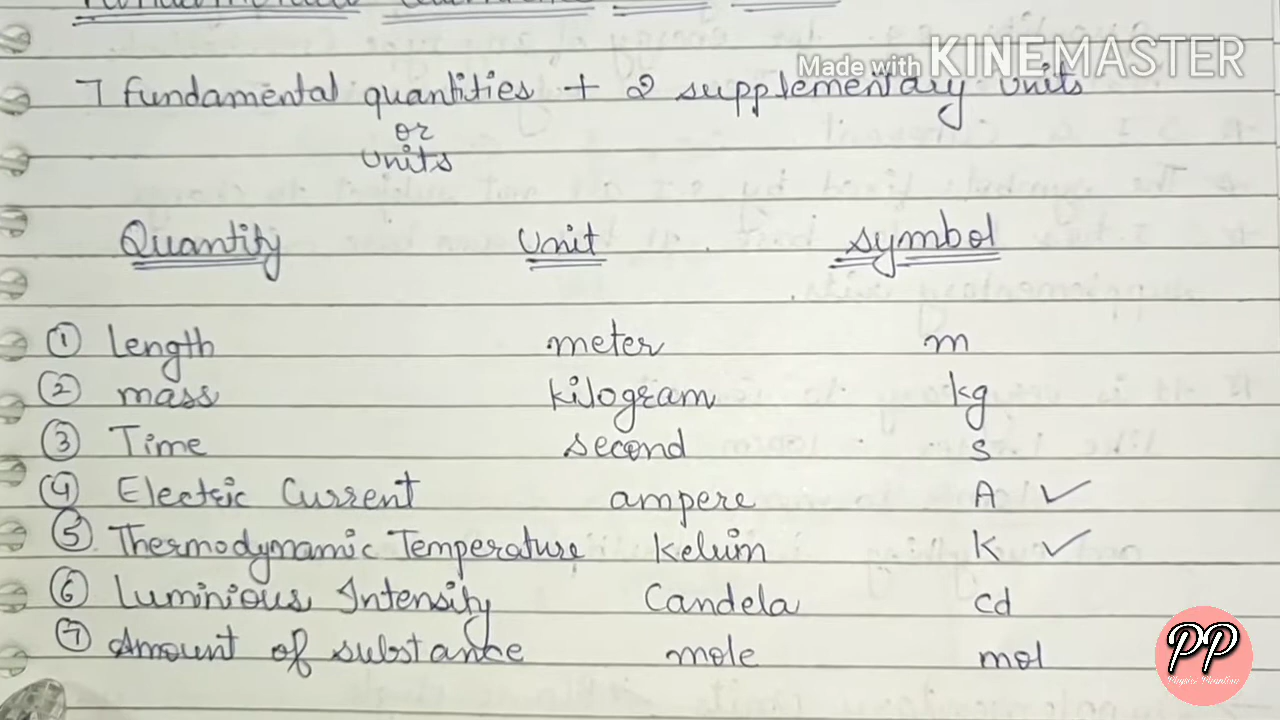 Made with KINEMASTER
7 fundamental quantities + 2 supplementary units
or
units
Quantity Unit Symbol
① Length meter m
② mass kilogram kg
③ Time second s
④ Electric Current ampere A ✓
⑤ Thermodynamic Temperature Kelvin K ✓
⑥ Luminious Intensity Candela cd
⑦ Amount of substance mole mol
PP